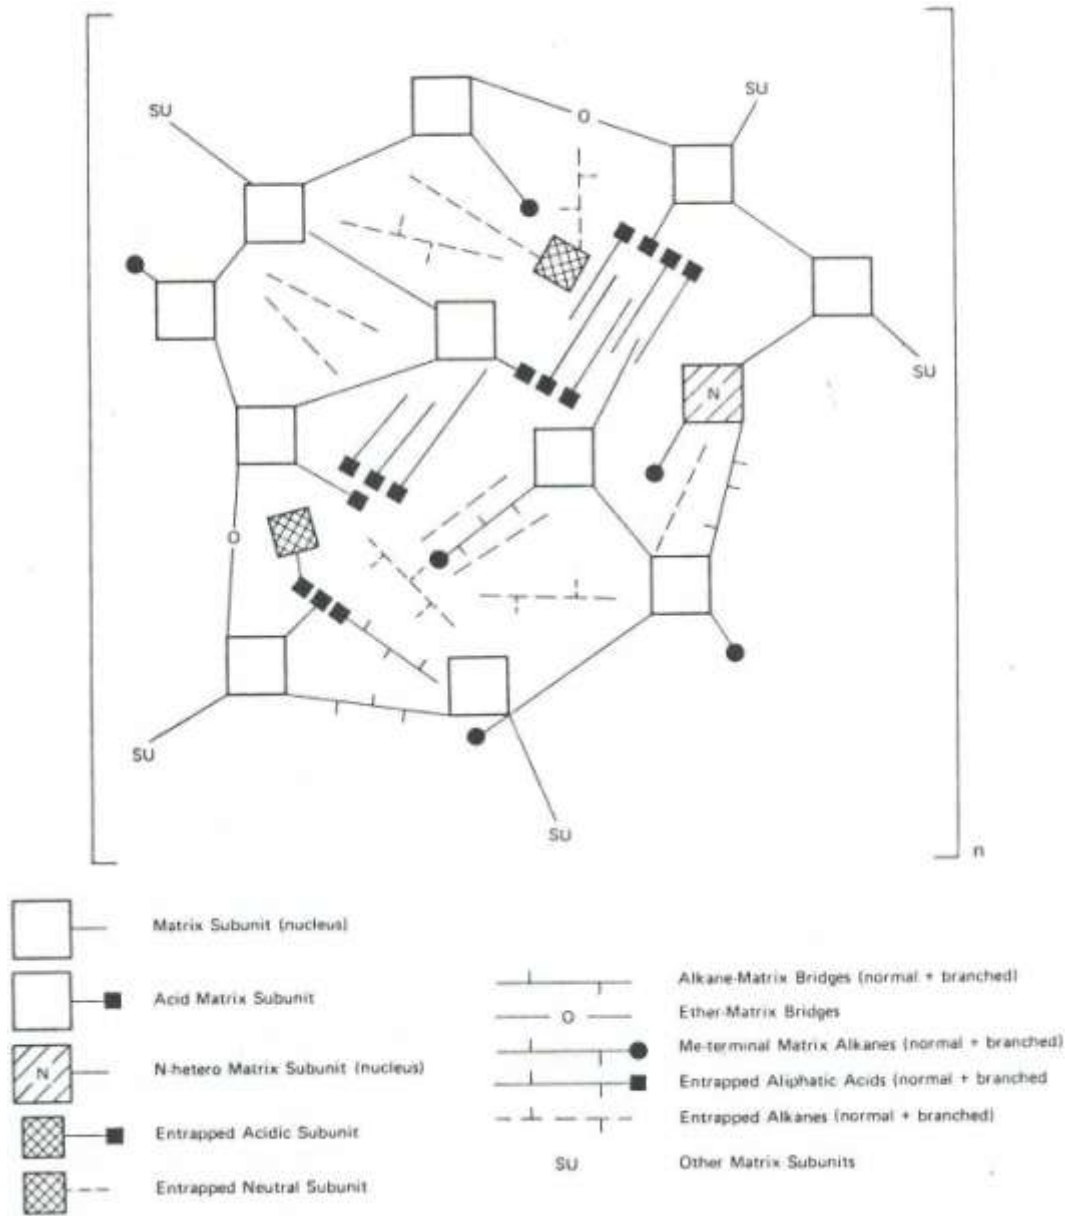 SU
O
SU
SU
N
O
SU
SU
n
Matrix Subunit (nucleus)
Acid Matrix Subunit
N
N-hetero Matrix Subunit (nucleus)
Entrapped Acidic Subunit
Entrapped Neutral Subunit
Alkane-Matrix Bridges (normal + branched)
O
Ether-Matrix Bridges
Me-terminal Matrix Alkanes (normal + branched)
Entrapped Aliphatic Acids (normal + branched
Entrapped Alkanes (normal + branched)
SU
Other Matrix Subunits